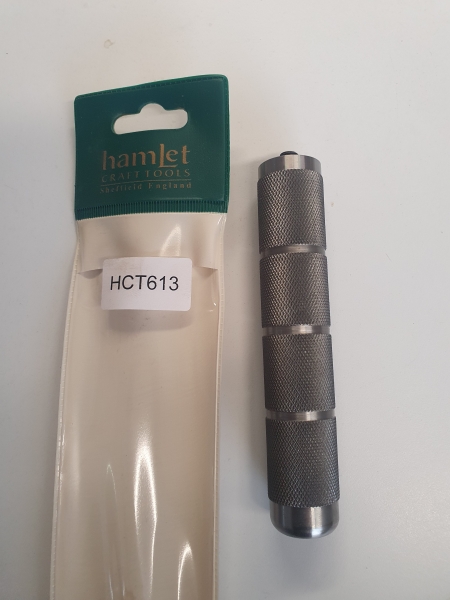 hamlet
CRAFT TOOLS
Sheffield England
HCT613